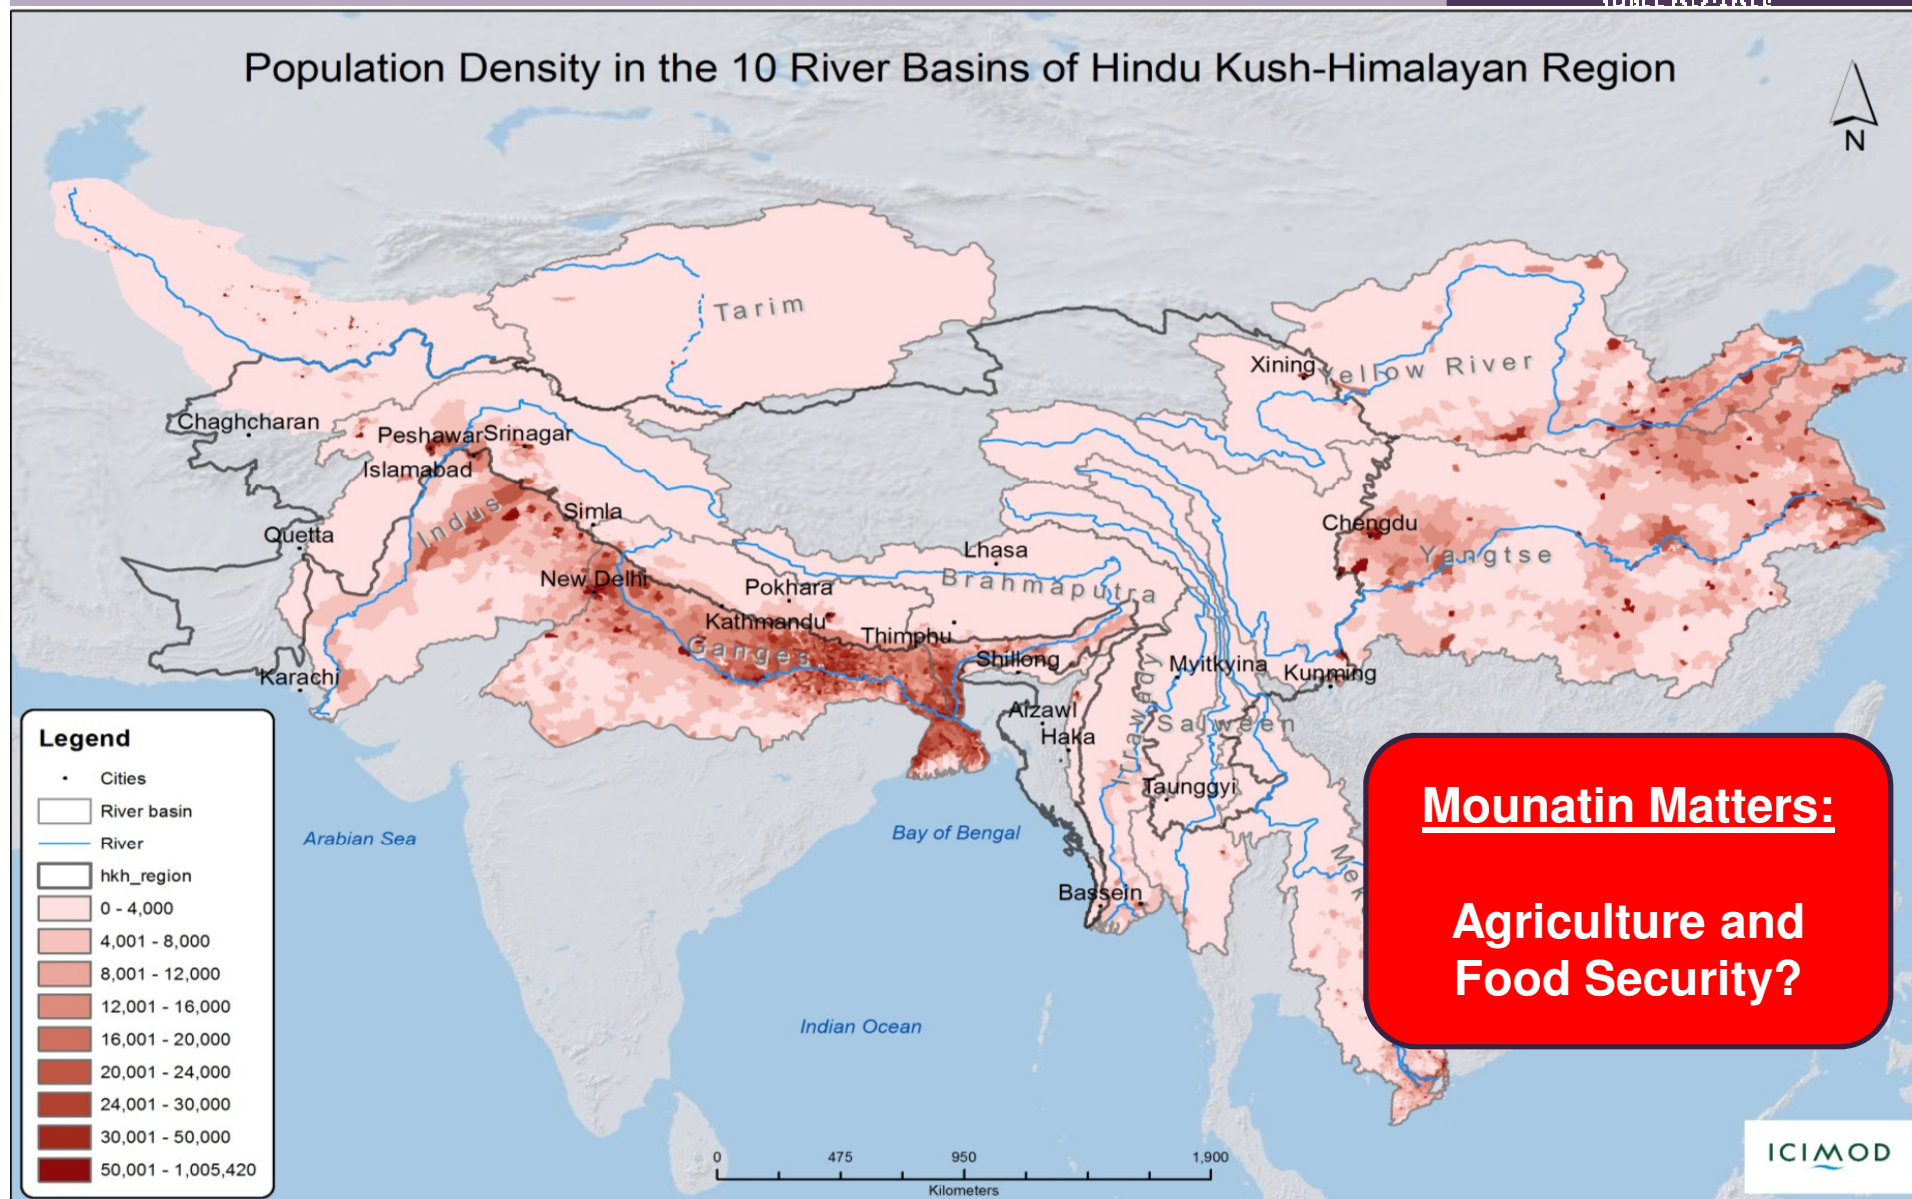 Population Density in the 10 River Basins of Hindu Kush-Himalayan Region
N
Tarim
Xining
Yellow River
Chaghcharan
Peshawar
Srinagar
Islamabad
Indus
Simla
Quetta
Chengdu
Yangtse
Lhasa
New Delhi
Pokhara
Brahmaputra
Kathmandu
Thimphu
Ganges
Shillong
Myitkyina
Kunming
Karachi
Aizawl
Irrawady
Salween
Haka
Taunggyi
Legend
Cities
River basin
River
hkh_region
0 - 4,000
4,001 - 8,000
8,001 - 12,000
12,001 - 16,000
16,001 - 20,000
20,001 - 24,000
24,001 - 30,000
30,001 - 50,000
50,001 - 1,005,420
Arabian Sea
Bay of Bengal
Bassein
Mek
Indian Ocean
Mounatin Matters:
Agriculture and
Food Security?
0 475 950 1,900
Kilometers
ICIMOD